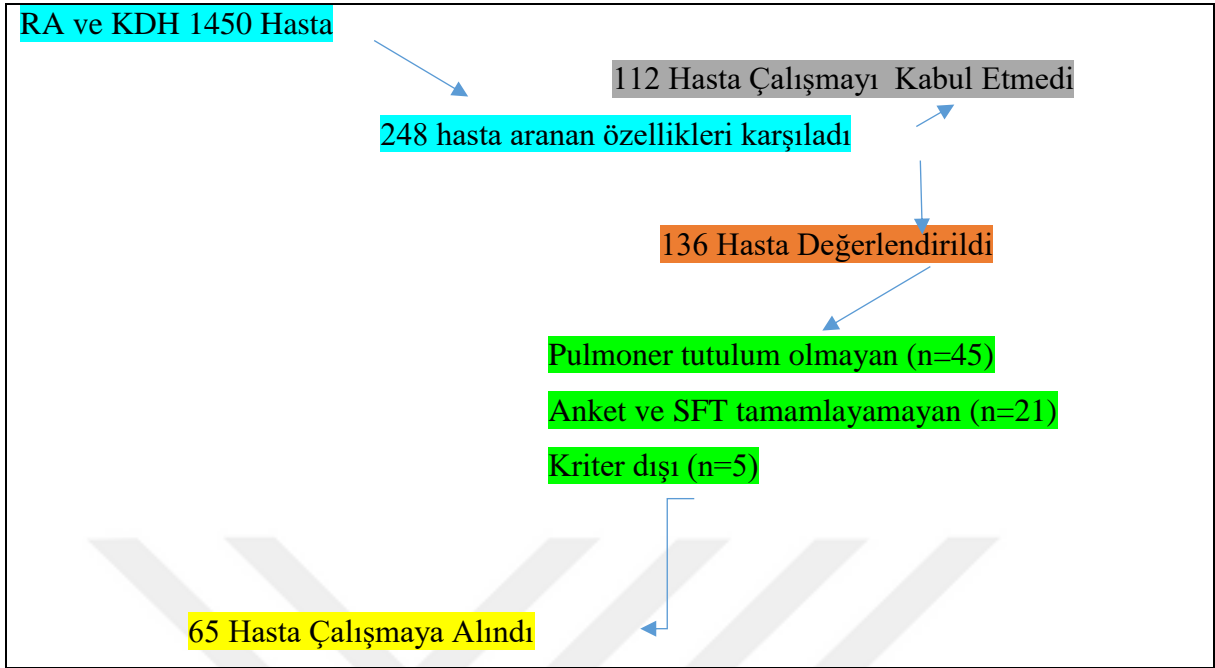 RA ve KDH 1450 Hasta
112 Hasta Çalışmayı Kabul Etmedi
248 hasta aranan özellikleri karşıladı
136 Hasta Değerlendirildi
Pulmoner tutulum olmayan (n=45)
Anket ve SFT tamamlayamayan (n=21)
Kriter dışı (n=5)
65 Hasta Çalışmaya Alındı